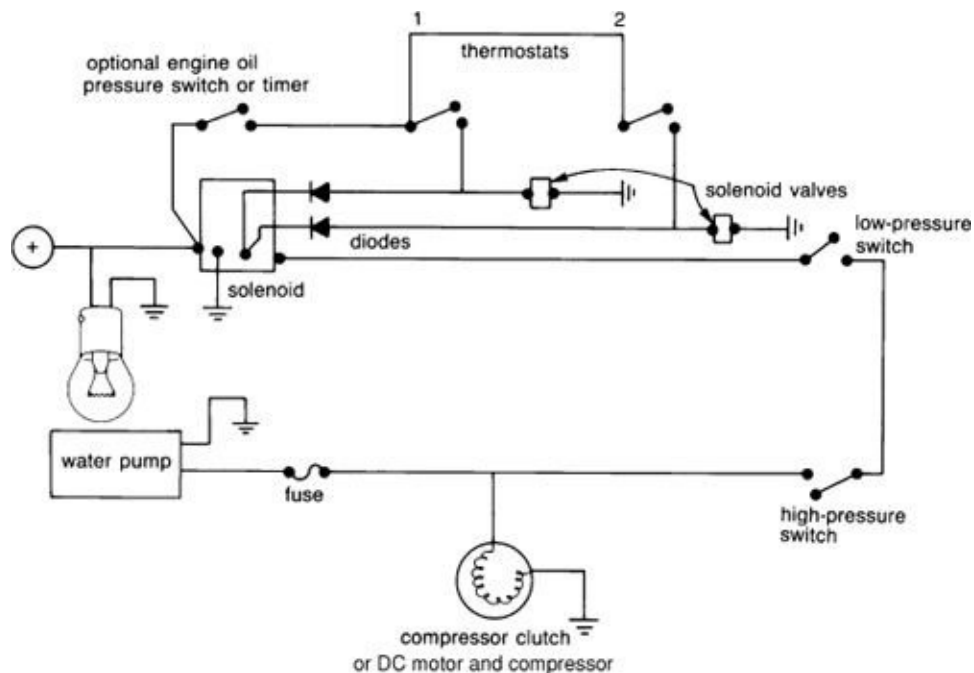 1
2
thermostats
optional engine oil
pressure switch or timer
solenoid valves
+
diodes
low-pressure
switch
solenoid
water pump
fuse
high-pressure
switch
compressor clutch
or DC motor and compressor